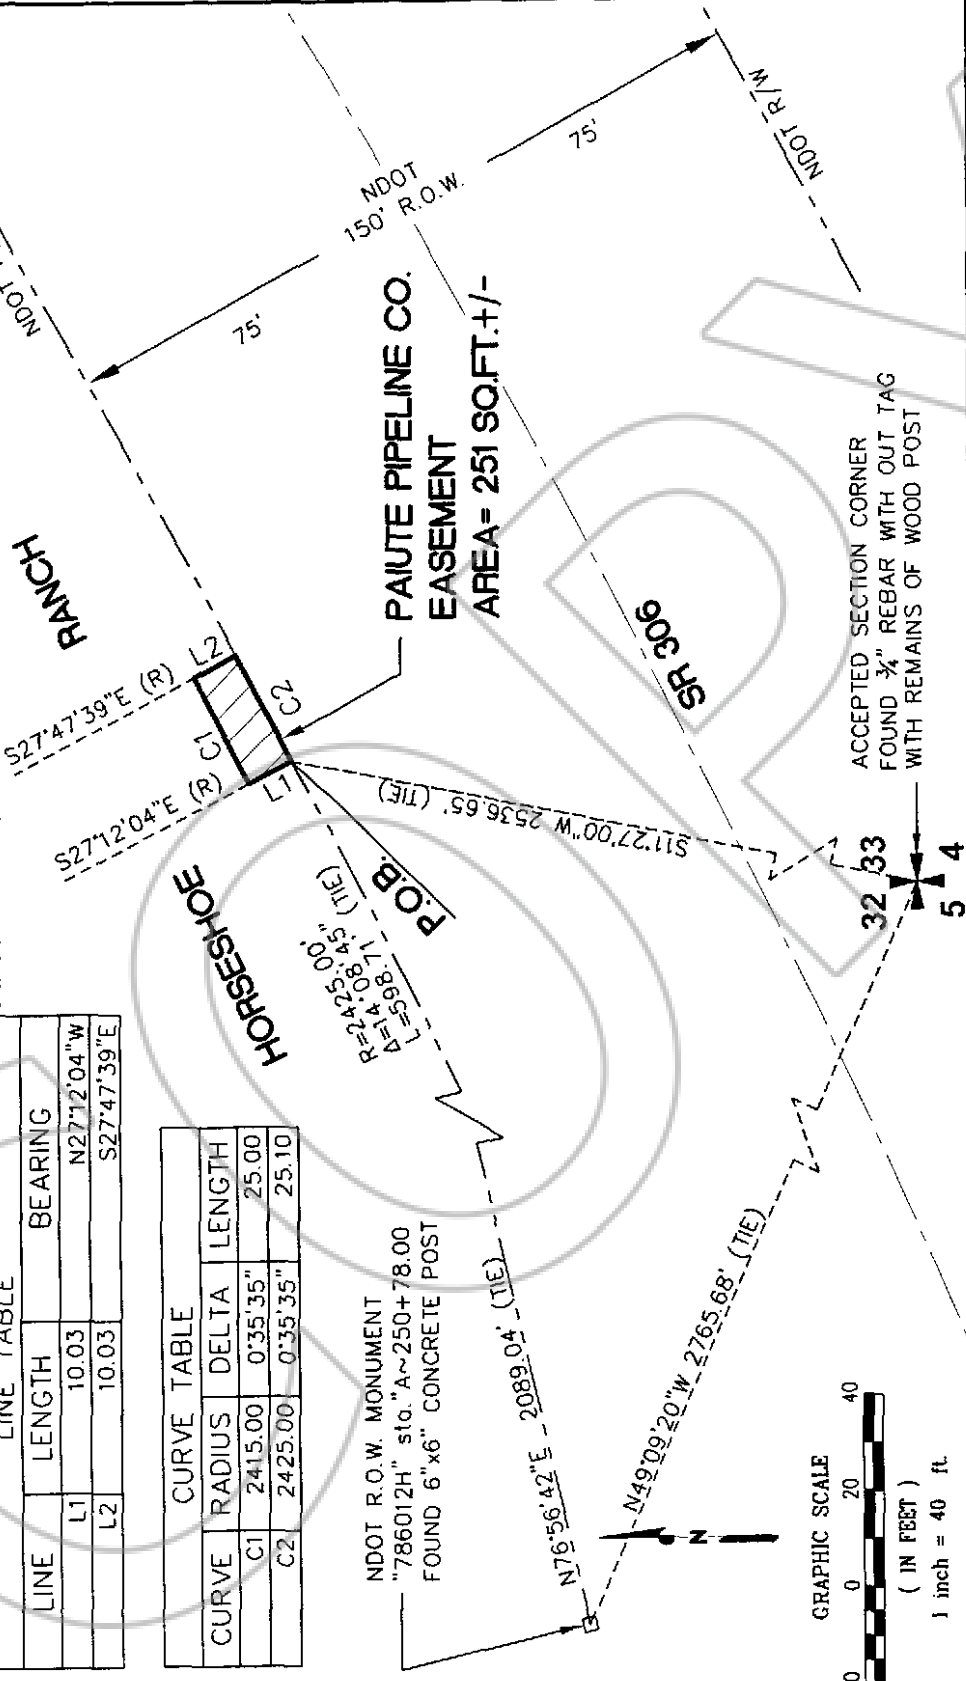 LINE TABLE
LINE LENGTH BEARING
L1 10.03 N27°12'04"W
L2 10.03 S27°47'39"E
CURVE TABLE
CURVE RADIUS DELTA LENGTH
C1 2415.00 0°35'35" 25.00
C2 2425.00 0°35'35" 25.10
NDOT R.O.W. MONUMENT
"786012H" sta."A~250+78.00
FOUND 6"x6" CONCRETE POST
N76°56'42"E - 2089.04' (TIE)
N49°09'20"W 2765.68' (TIE)
N
GRAPHIC SCALE
0 20 40
( IN FEET )
1 inch = 40 ft.
HORSESHOE
RANCH
S27°12'04"E (R)
S27°47'39"E (R)
L1
C1
L2
C2
R=2425.00'
Δ=14°08'45"
L=598.71' (TIE)
P.O.B.
S11°27'00"W 2536.65' (TIE)
PAIUTE PIPELINE CO.
EASEMENT
AREA= 251 SQ.FT.+/-
NDOT
75'
NDOT
150' R.O.W.
75'
NDOT R/W
SR 306
ACCEPTED SECTION CORNER
FOUND ¾" REBAR WITH OUT TAG
WITH REMAINS OF WOOD POST
32 33
5 4
COPY